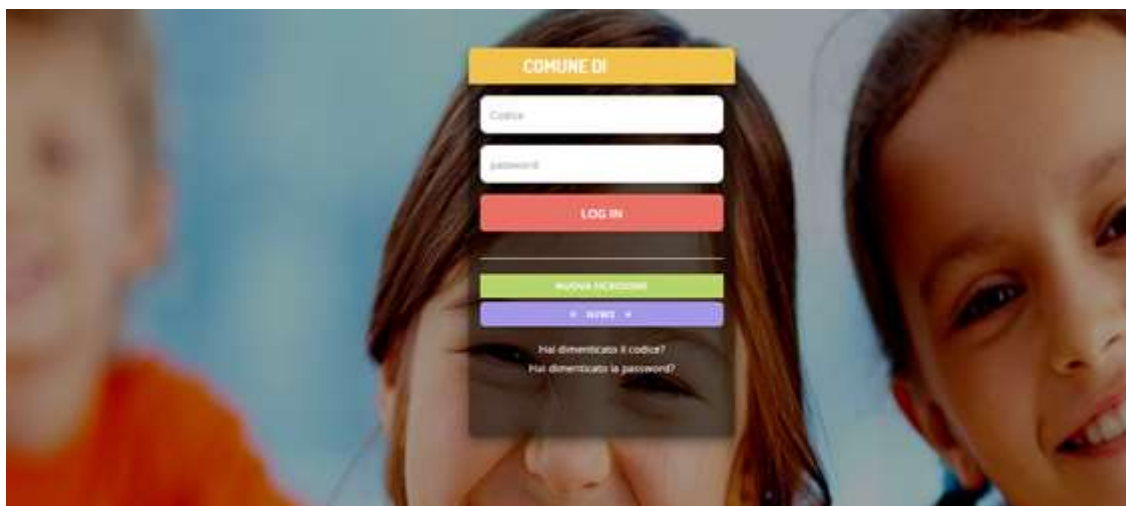 COMUNE DI
Codice
password
LOG IN
NUOVA ISCRIZIONE
NEWS
Hai dimenticato il codice?
Hai dimenticato la password?